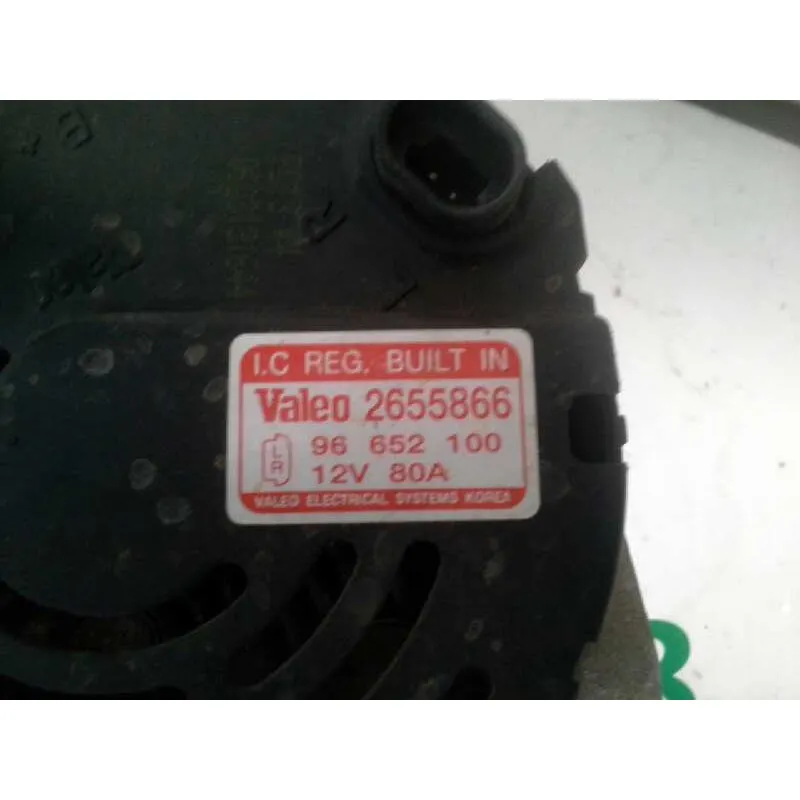 I.C REG. BUILT IN
Valeo 2655866
L R 96 652 100
12V 80A
VALEO ELECTRICAL SYSTEMS KOREA